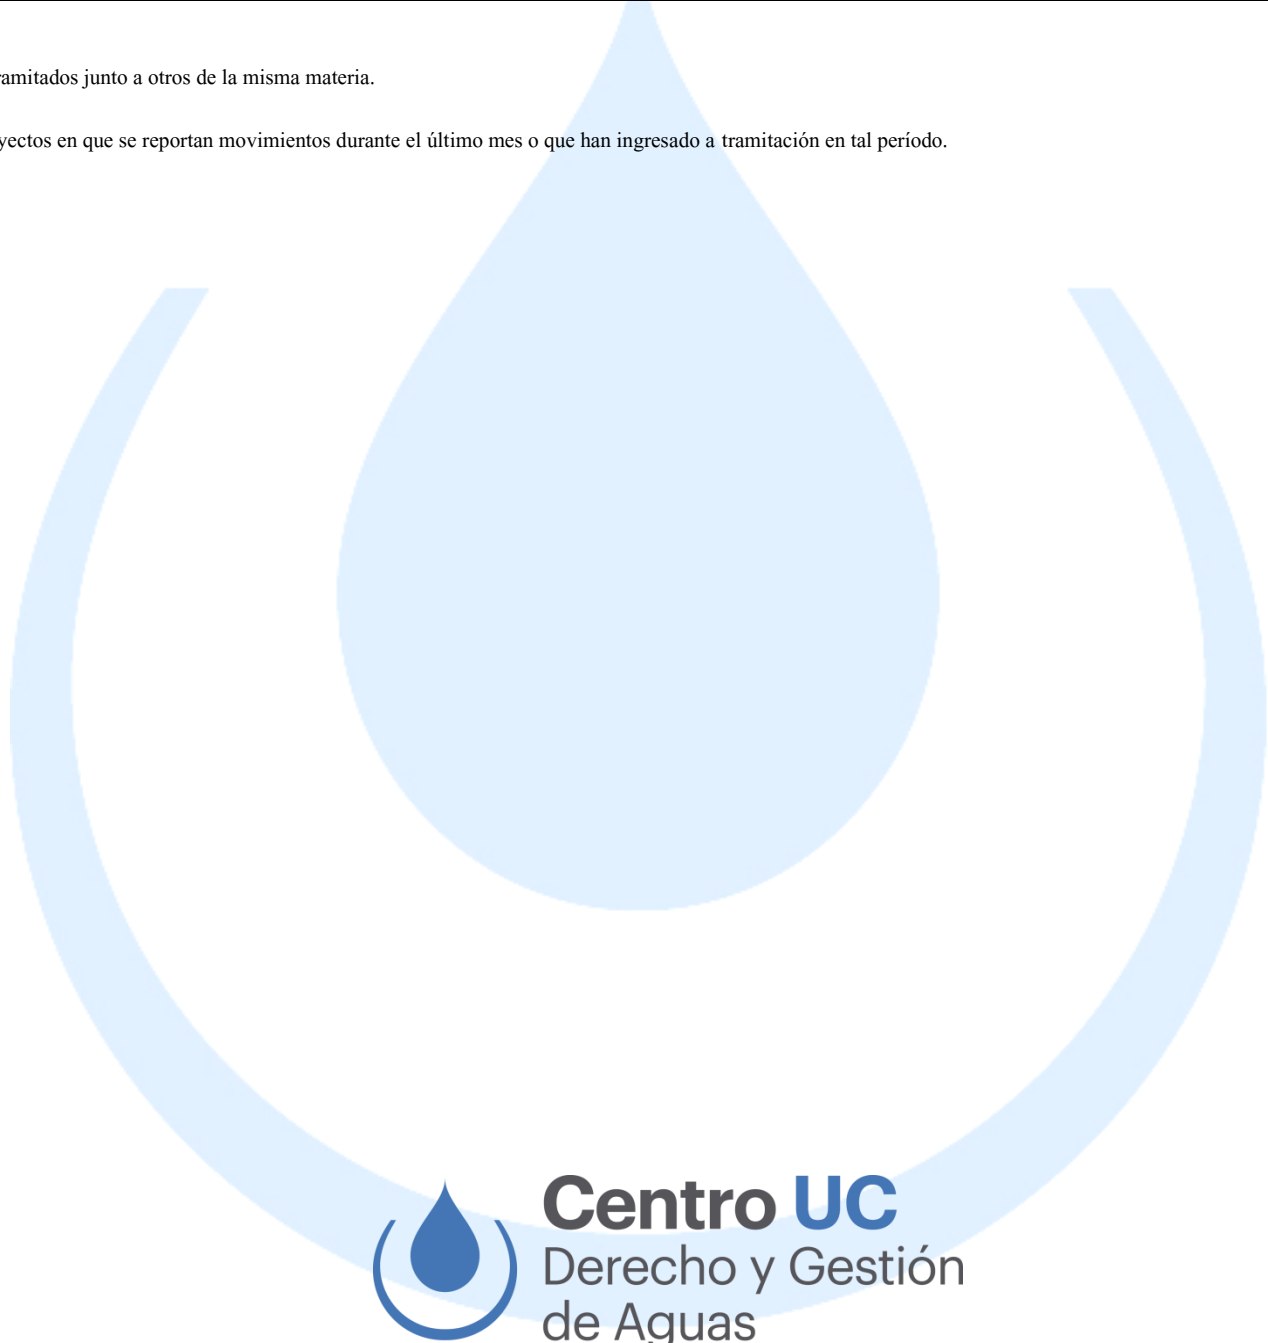 ramitados junto a otros de la misma materia.
yectos en que se reportan movimientos durante el último mes o que han ingresado a tramitación en tal período.
Centro UC
Derecho y Gestión
de Aguas